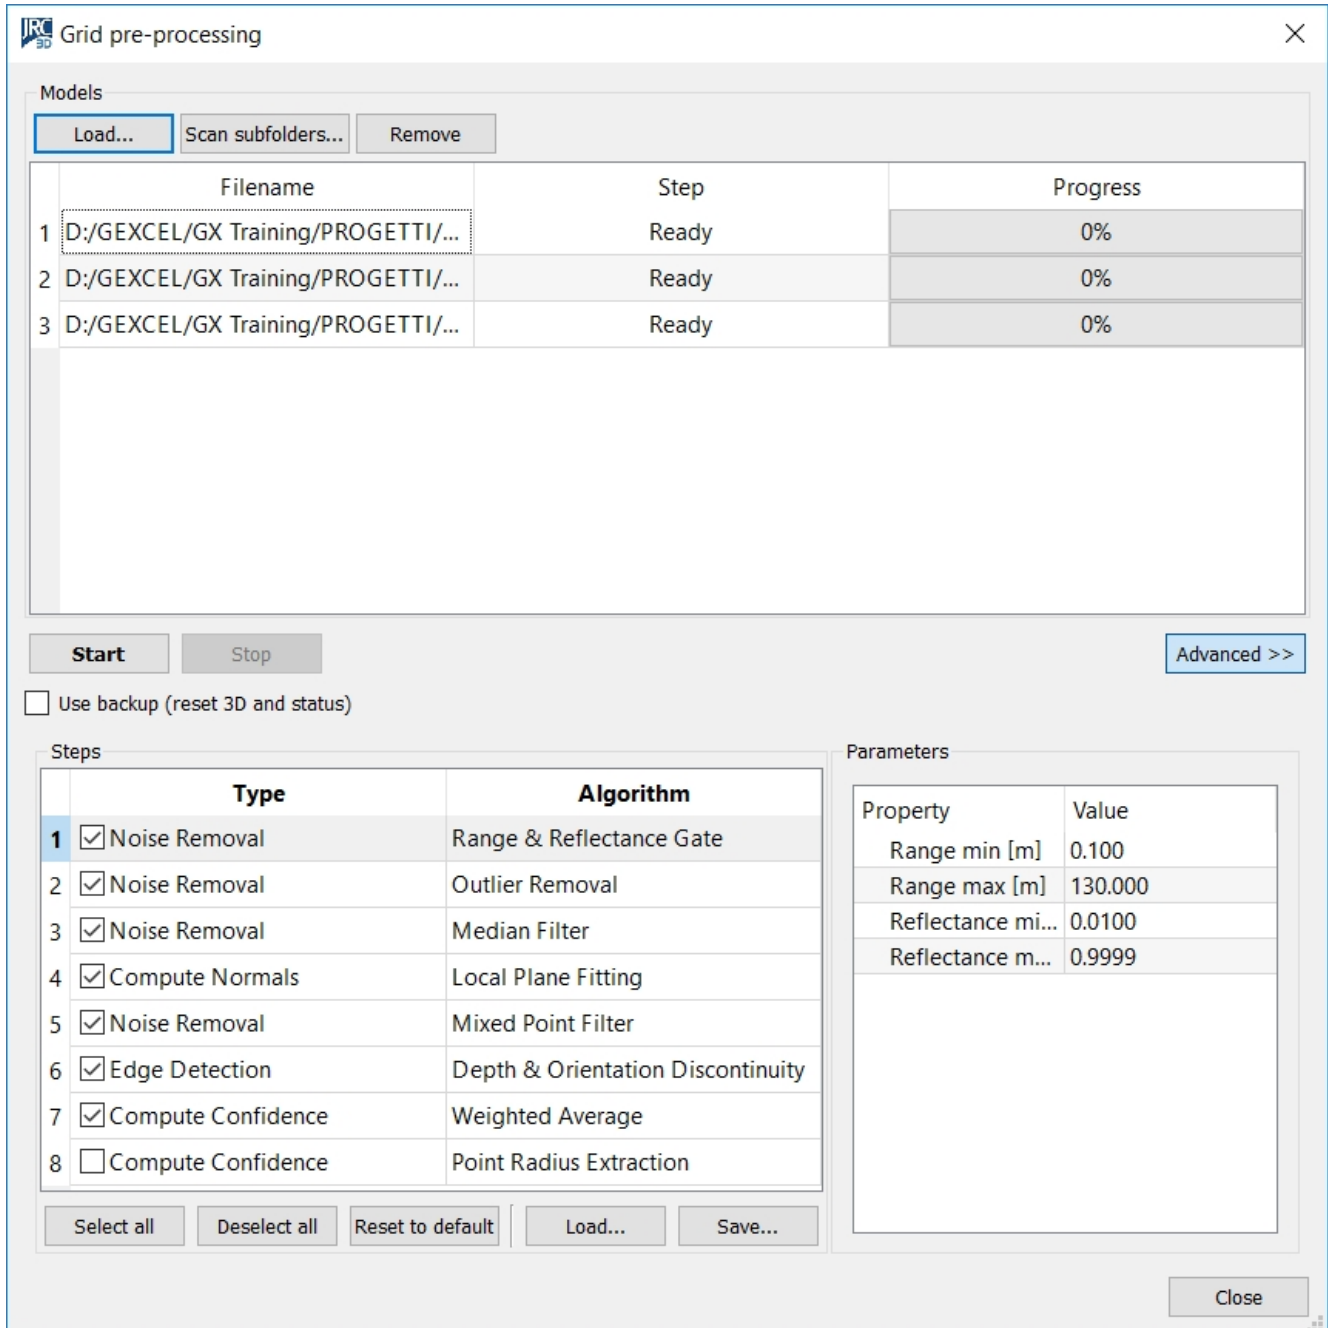 JRC 3D Grid pre-processing
Models
Load... Scan subfolders... Remove
Filename Step Progress
1 D:/GEXCEL/GX Training/PROGETTI/... Ready 0%
2 D:/GEXCEL/GX Training/PROGETTI/... Ready 0%
3 D:/GEXCEL/GX Training/PROGETTI/... Ready 0%
Start Stop Advanced >>
Use backup (reset 3D and status)
Steps
Type Algorithm
1 Noise Removal Range & Reflectance Gate
2 Noise Removal Outlier Removal
3 Noise Removal Median Filter
4 Compute Normals Local Plane Fitting
5 Noise Removal Mixed Point Filter
6 Edge Detection Depth & Orientation Discontinuity
7 Compute Confidence Weighted Average
8 Compute Confidence Point Radius Extraction
Select all Deselect all Reset to default Load... Save...
Parameters
Property Value
Range min [m] 0.100
Range max [m] 130.000
Reflectance mi... 0.0100
Reflectance m... 0.9999
Close